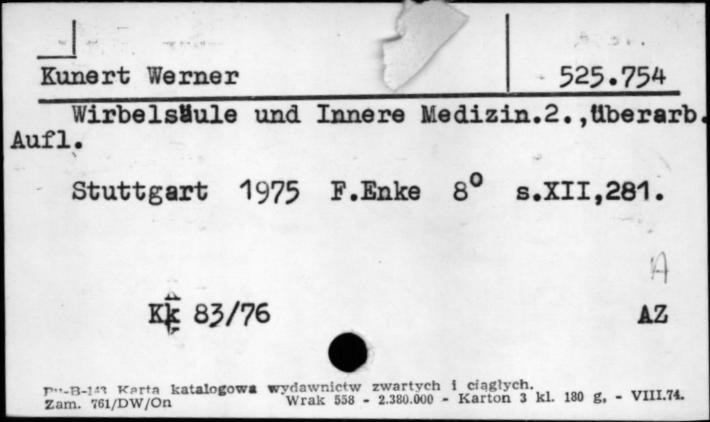 Kunert Werner 525.754
Wirbelsäule und Innere Medizin.2.,überarb.
Aufl.
Stuttgart 1975 F.Enke 8° s.XII,281.
A
Kk 83/76 AZ
Pu-B-143 Karta katalogowa wydawnictw zwartych i ciągłych.
Zam. 761/DW/On Wrak 558 - 2.380.000 - Karton 3 kl. 180 g, - VIII.74.